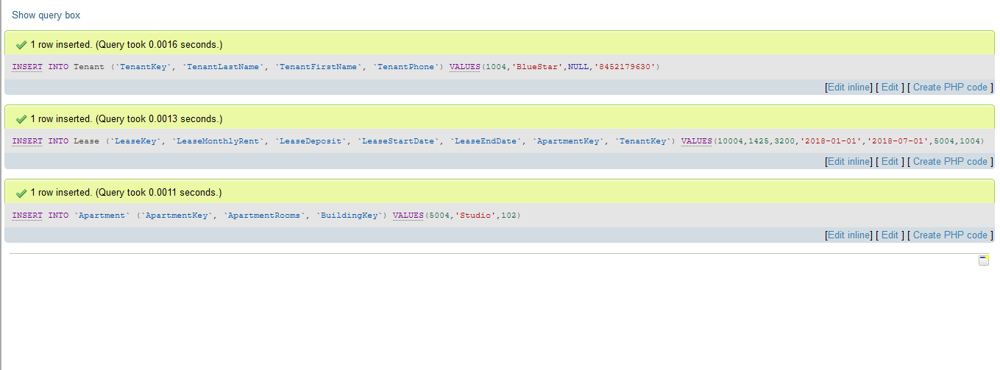 Show query box
1 row inserted. (Query took 0.0016 seconds.)
INSERT INTO Tenant (`TenantKey`, `TenantLastName`, `TenantFirstName`, `TenantPhone`) VALUES(1004,'BlueStar',NULL,'8452179630')
[Edit inline] [ Edit ] [ Create PHP code ]
1 row inserted. (Query took 0.0013 seconds.)
INSERT INTO Lease (`LeaseKey`, `LeaseMonthlyRent`, `LeaseDeposit`, `LeaseStartDate`, `LeaseEndDate`, `ApartmentKey`, `TenantKey`) VALUES(10004,1425,3200,'2018-01-01','2018-07-01',5004,1004)
[Edit inline] [ Edit ] [ Create PHP code ]
1 row inserted. (Query took 0.0011 seconds.)
INSERT INTO `Apartment` (`ApartmentKey`, `ApartmentRooms`, `BuildingKey`) VALUES(5004,'Studio',102)
[Edit inline] [ Edit ] [ Create PHP code ]